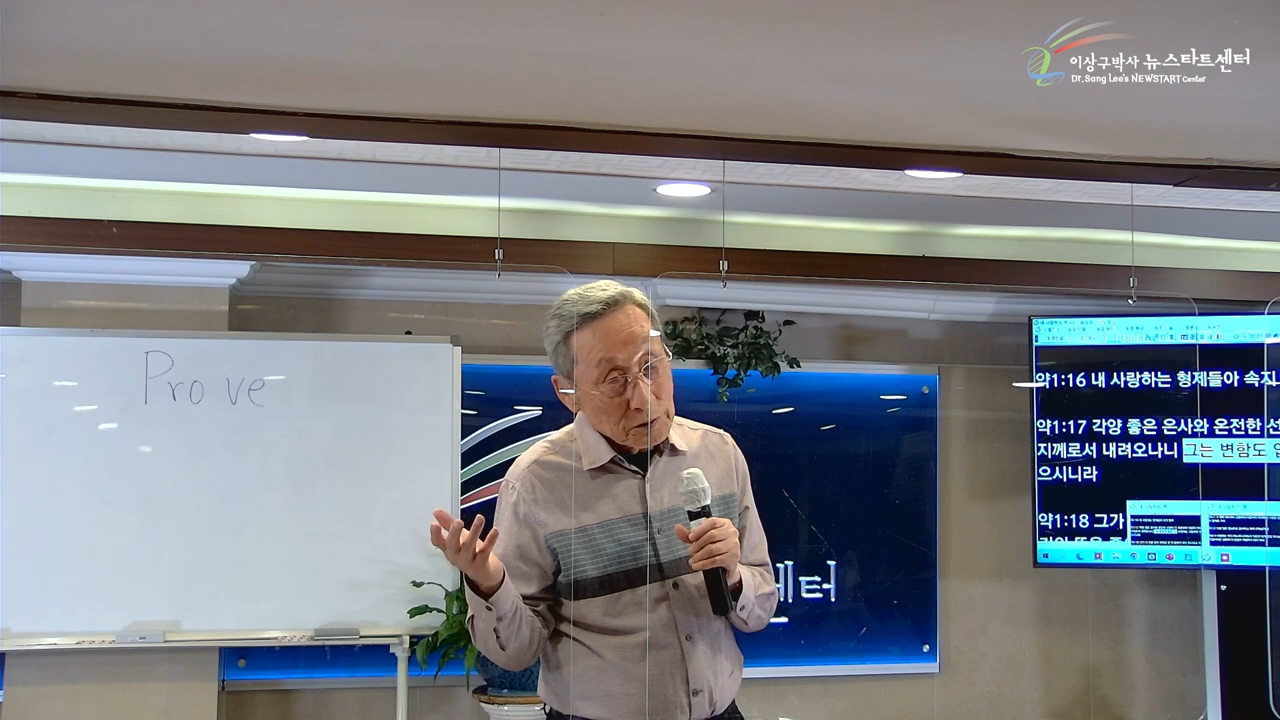 이상구박사 뉴스타트센터
Dr. Sang Lee's NEWSTART Center
Prove
약1:16 내 사랑하는 형제들아 속지
약1:17 각양 좋은 은사와 온전한 선
지께로서 내려오나니 그는 변함도
으시니라
약1:18 그가
센터